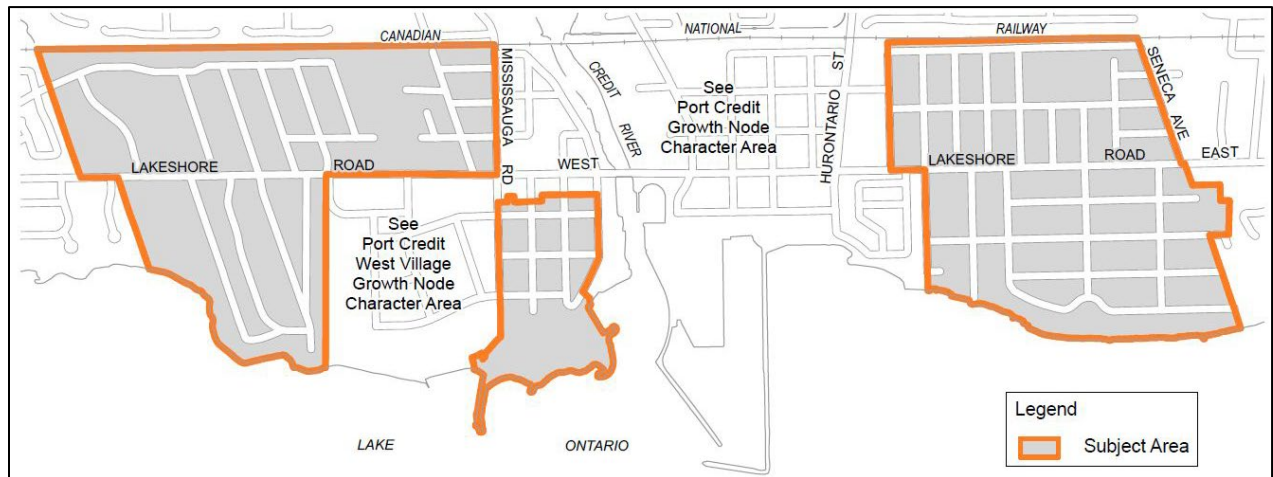 CANADIAN NATIONAL RAILWAY
MISSISSAUGA RD
CREDIT RIVER
See
Port Credit
Growth Node
Character Area
HURONTARIO ST
SENECA AVE
LAKESHORE ROAD WEST
LAKESHORE ROAD EAST
See
Port Credit
West Village
Growth Node
Character Area
LAKE ONTARIO
Legend
Subject Area